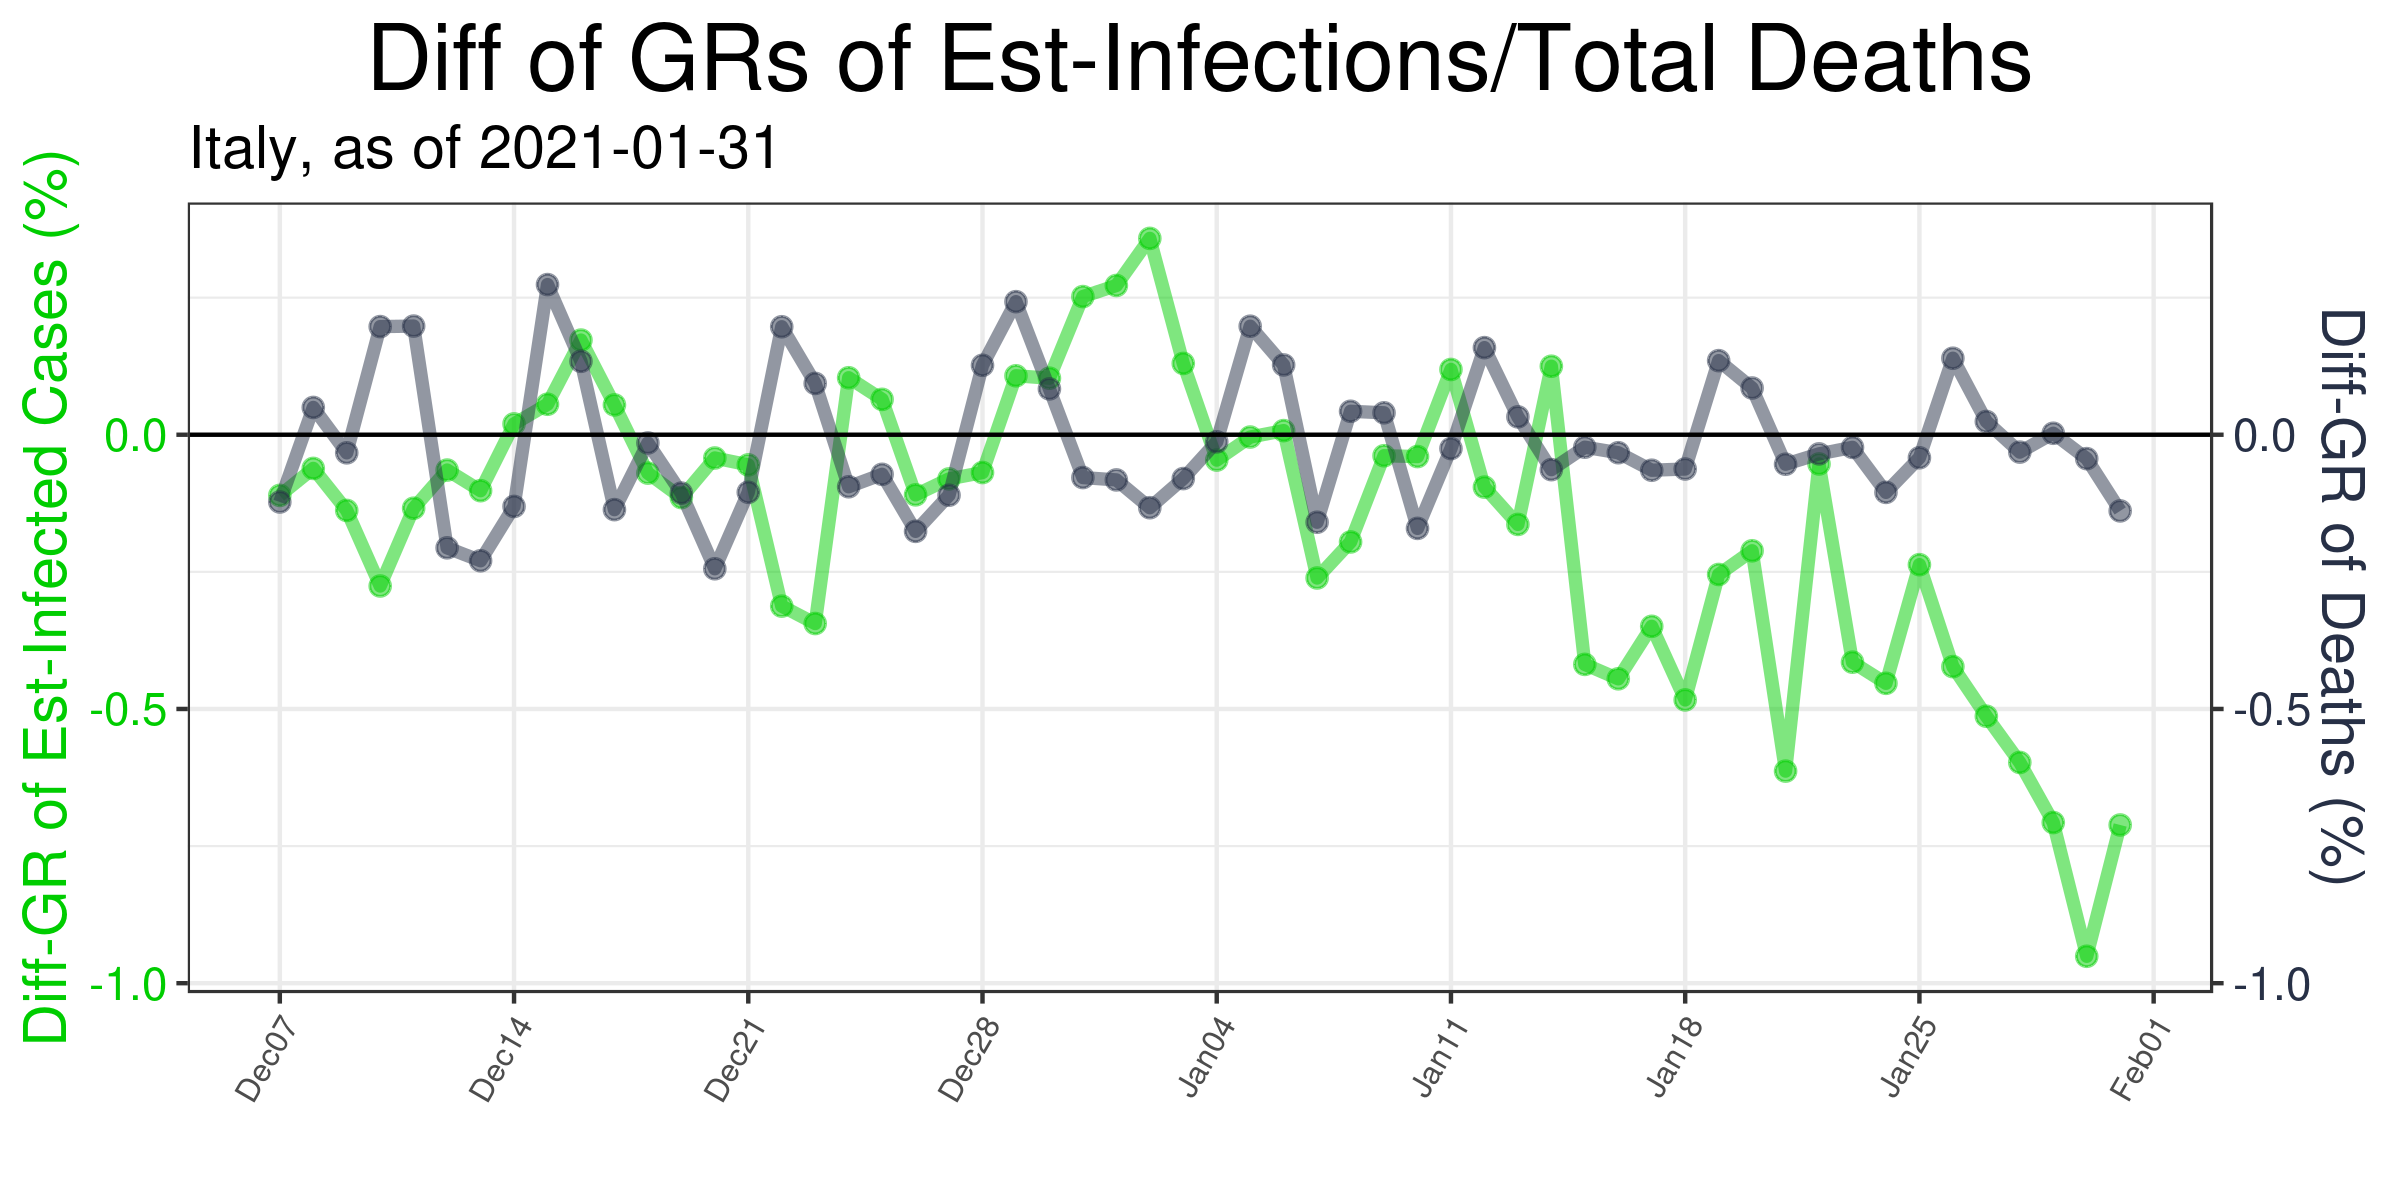 Diff of GRs of Est-Infections/Total Deaths
Italy, as of 2021-01-31
Diff-GR of Est-Infected Cases (%)
0.0
-0.5
-1.0
0.0
-0.5
-1.0
Diff-GR of Deaths (%)
Dec07
Dec14
Dec21
Dec28
Jan04
Jan11
Jan18
Jan25
Feb01